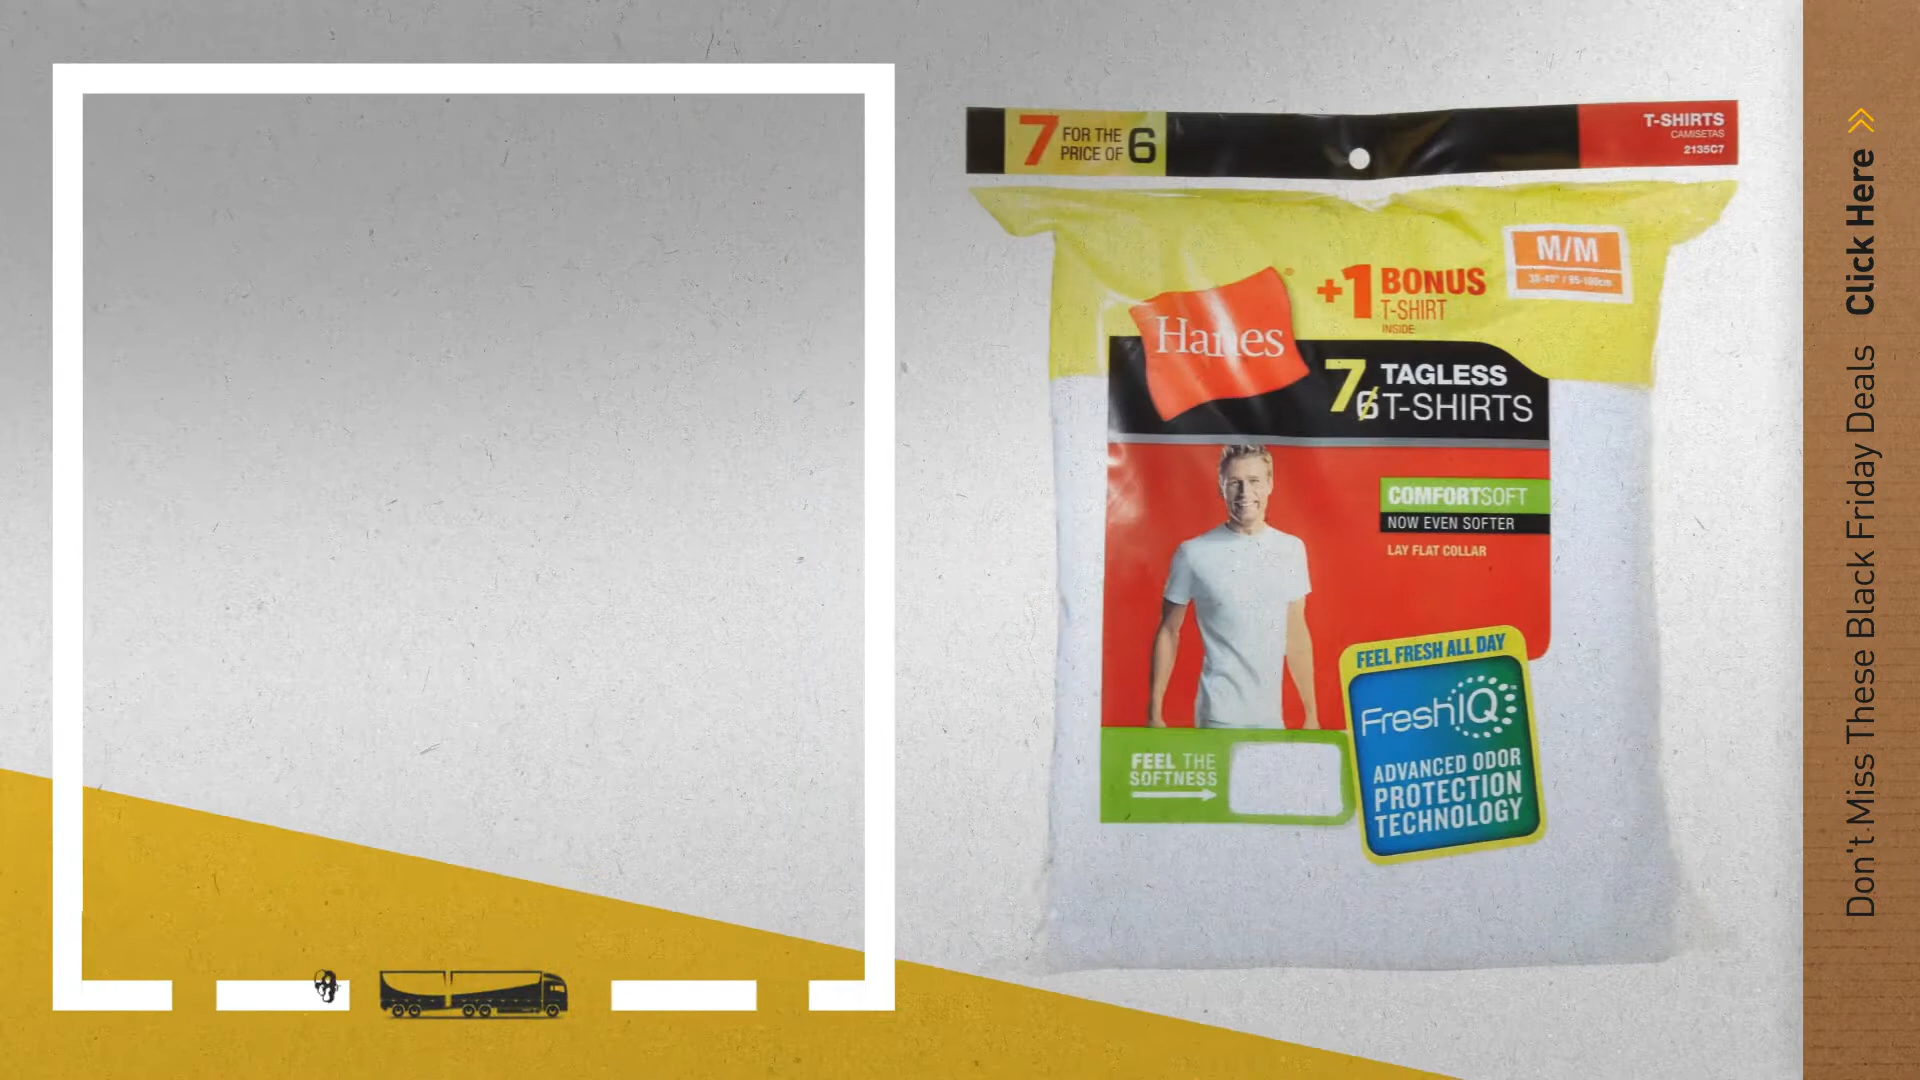 7 FOR THE
PRICE OF 6
T-SHIRTS
CAMISETAS
2135C7
M/M
+1 BONUS
T-SHIRT
INSIDE
Hanes
7 TAGLESS
6 T-SHIRTS
COMFORTSOFT
NOW EVEN SOFTER
LAY FLAT COLLAR
FEEL FRESH ALL DAY
FreshIQ
ADVANCED ODOR
PROTECTION
TECHNOLOGY
FEEL THE
SOFTNESS
Don't Miss These Black Friday Deals Click Here